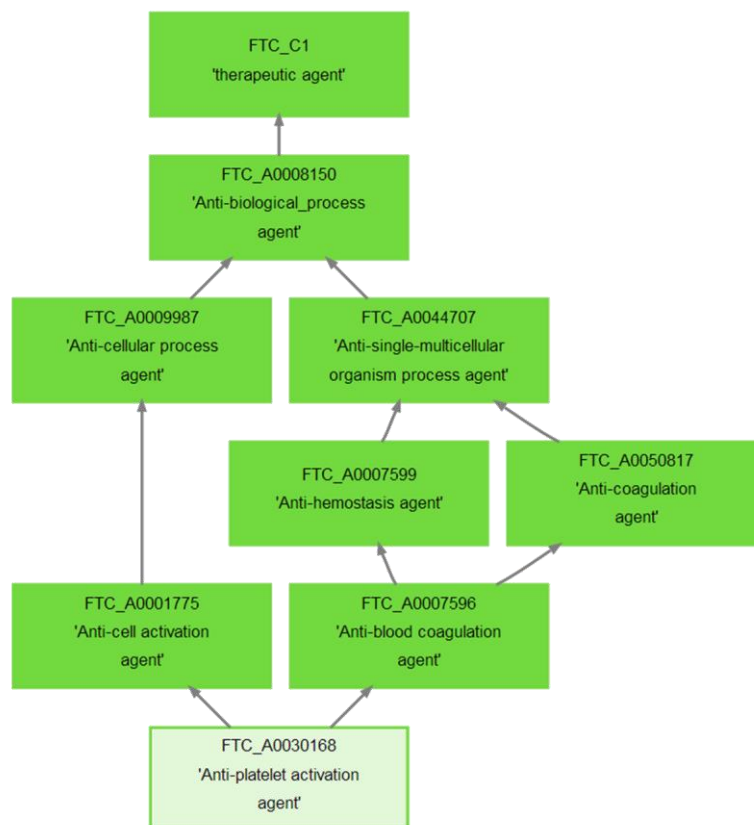 FTC_C1
'therapeutic agent'
FTC_A0008150
'Anti-biological_process
agent'
FTC_A0009987
'Anti-cellular process
agent'
FTC_A0044707
'Anti-single-multicellular
organism process agent'
FTC_A0007599
'Anti-hemostasis agent'
FTC_A0050817
'Anti-coagulation
agent'
FTC_A0001775
'Anti-cell activation
agent'
FTC_A0007596
'Anti-blood coagulation
agent'
FTC_A0030168
'Anti-platelet activation
agent'